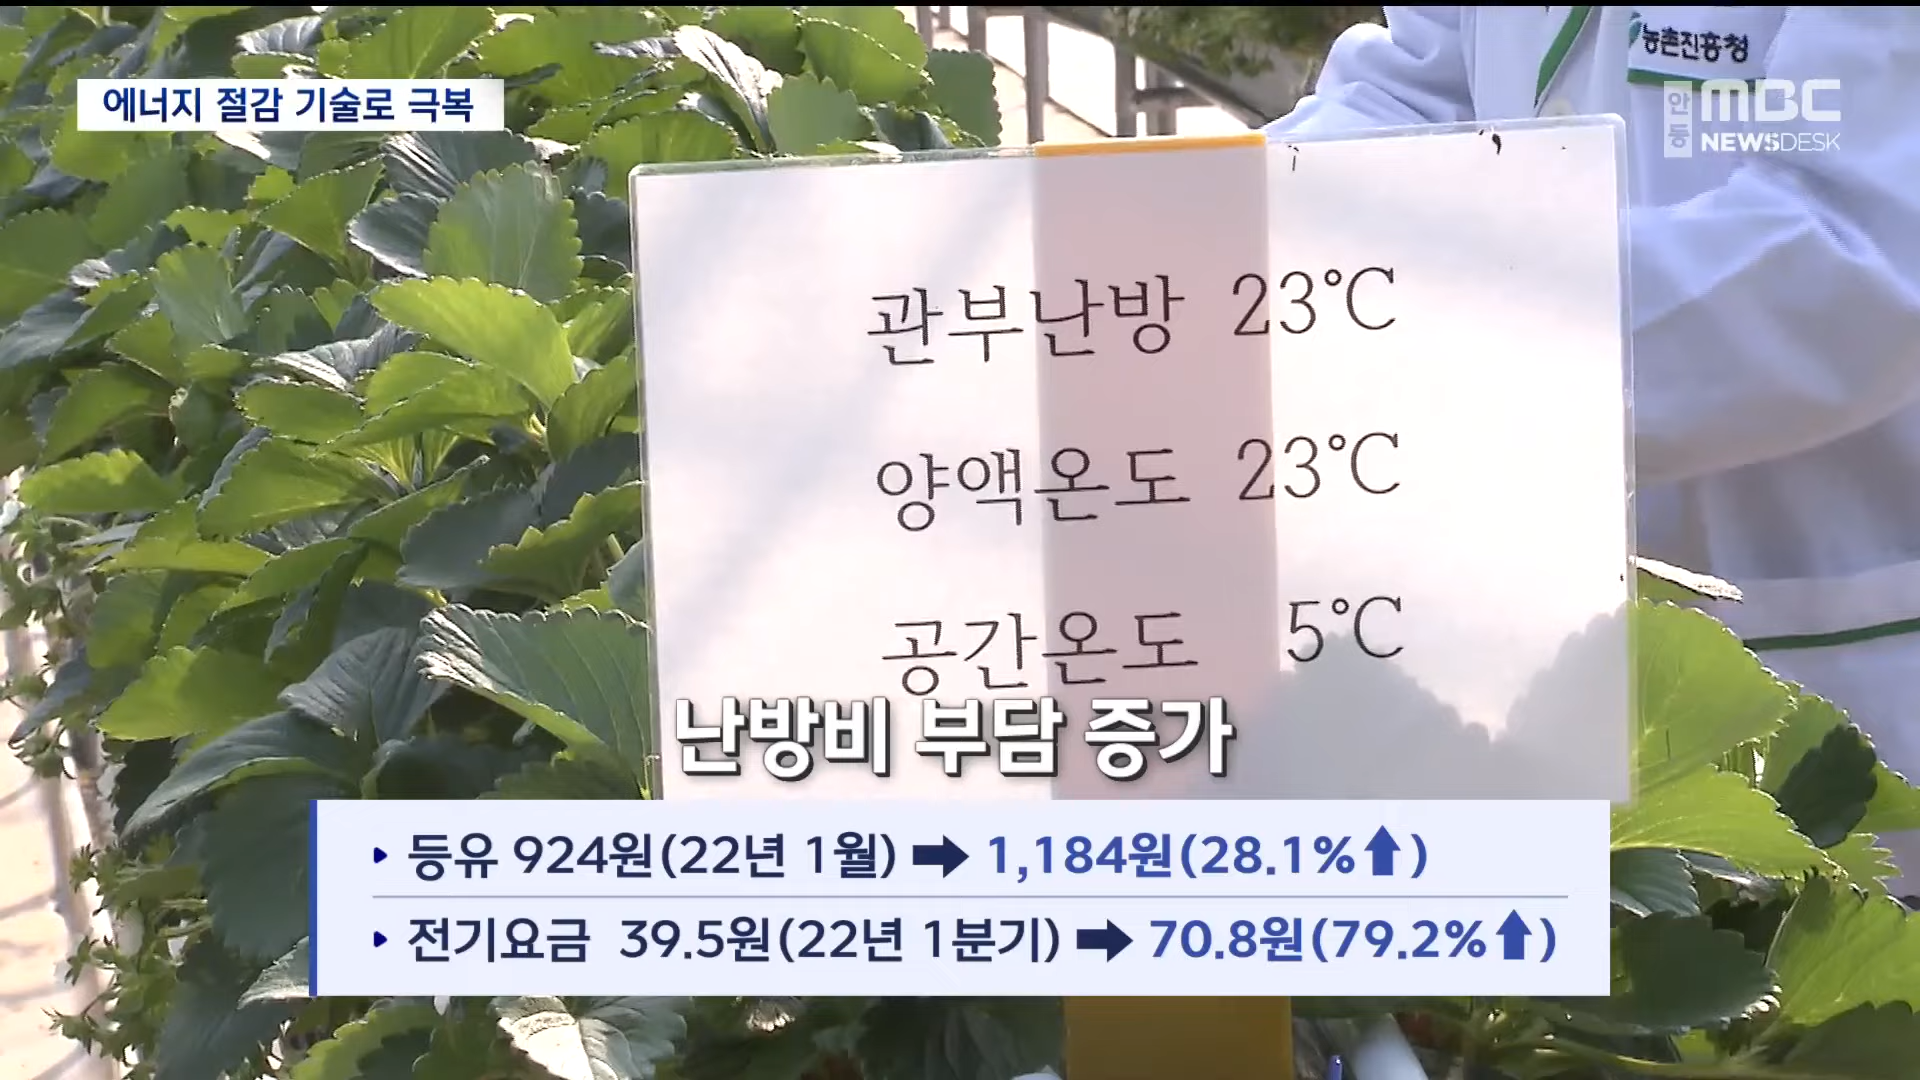 농촌진흥청
에너지 절감 기술로 극복
안동
MBC
NEWSDESK
관부난방 23℃
양액온도 23℃
공간온도 5℃
난방비 부담 증가
▸ 등유 924원(22년 1월) ➡ 1,184원(28.1%⬆)
▸ 전기요금 39.5원(22년 1분기) ➡ 70.8원(79.2%⬆)